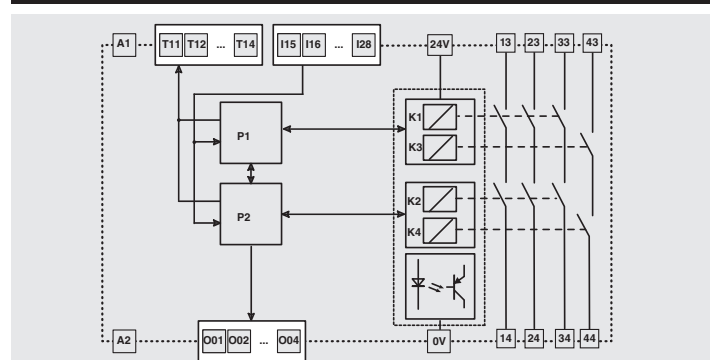 A1 T11 T12 ... T14 I15 I16 ... I28 24V 13 23 33 43
K1
P1
K3
K2
P2
K4
A2 O01 O02 ... O04 0V 14 24 34 44